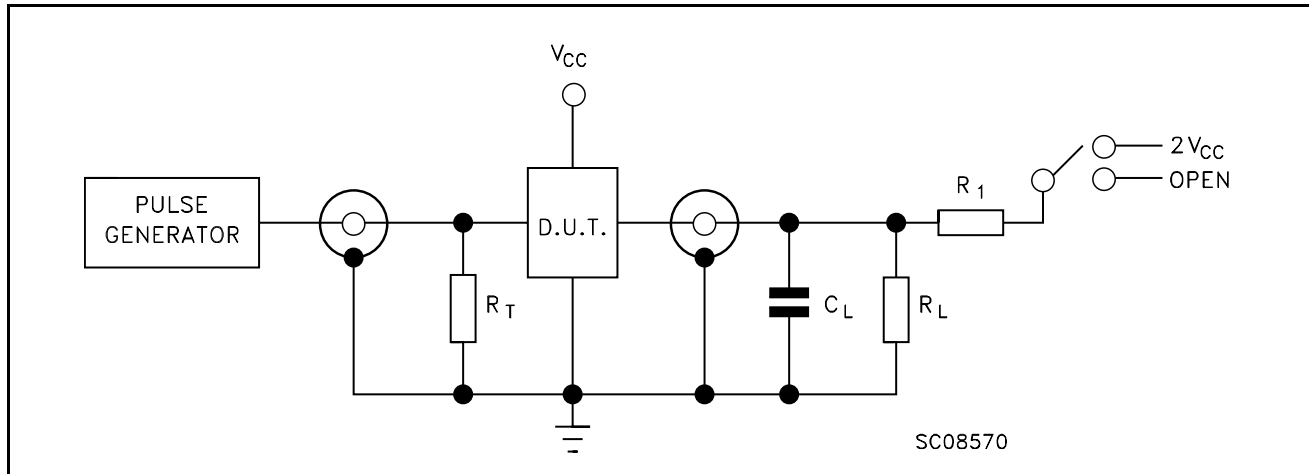 VCC
PULSE
GENERATOR
D.U.T.
RT
CL
RL
R1
2VCC
OPEN
SC08570